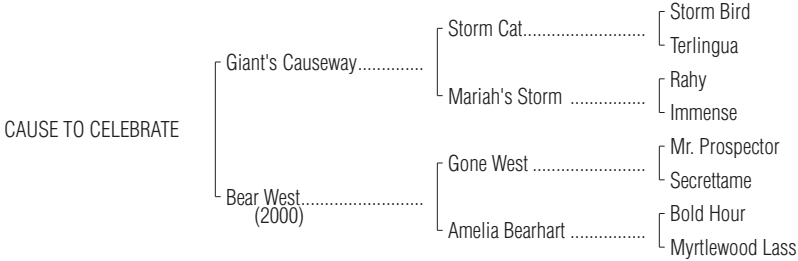 Storm Bird
Storm Cat..........................
Terlingua
Giant's Causeway..............
Rahy
Mariah's Storm ................
Immense
CAUSE TO CELEBRATE
Mr. Prospector
Gone West ........................
Secrettame
Bear West..........................
(2000)
Bold Hour
Amelia Bearhart ................
Myrtlewood Lass